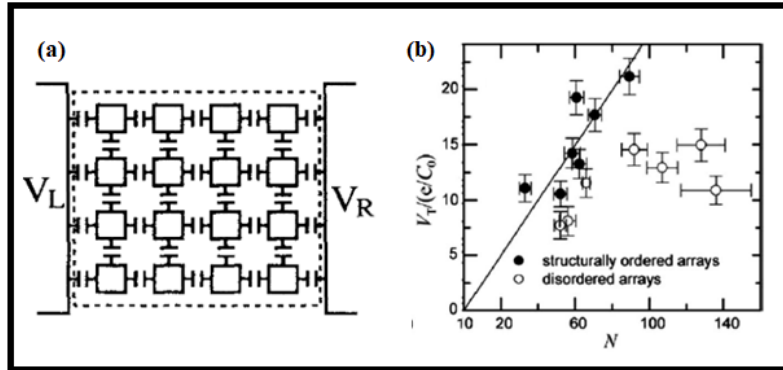 (a)
V_L
V_R
(b)
V_T/(e/C_0)
20
15
10
5
0
structurally ordered arrays
disordered arrays
10 20 60 100 140
N